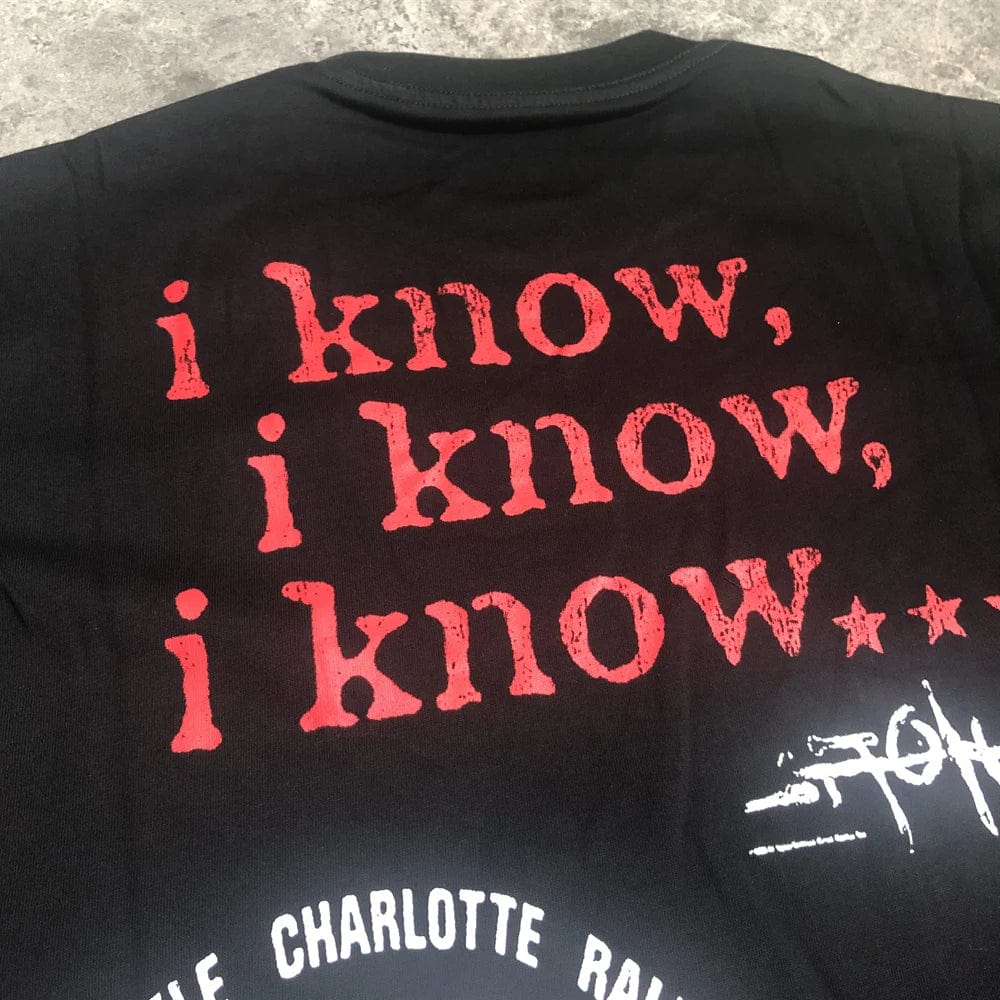 i know,
i know,
i know...
CHARLOTTE